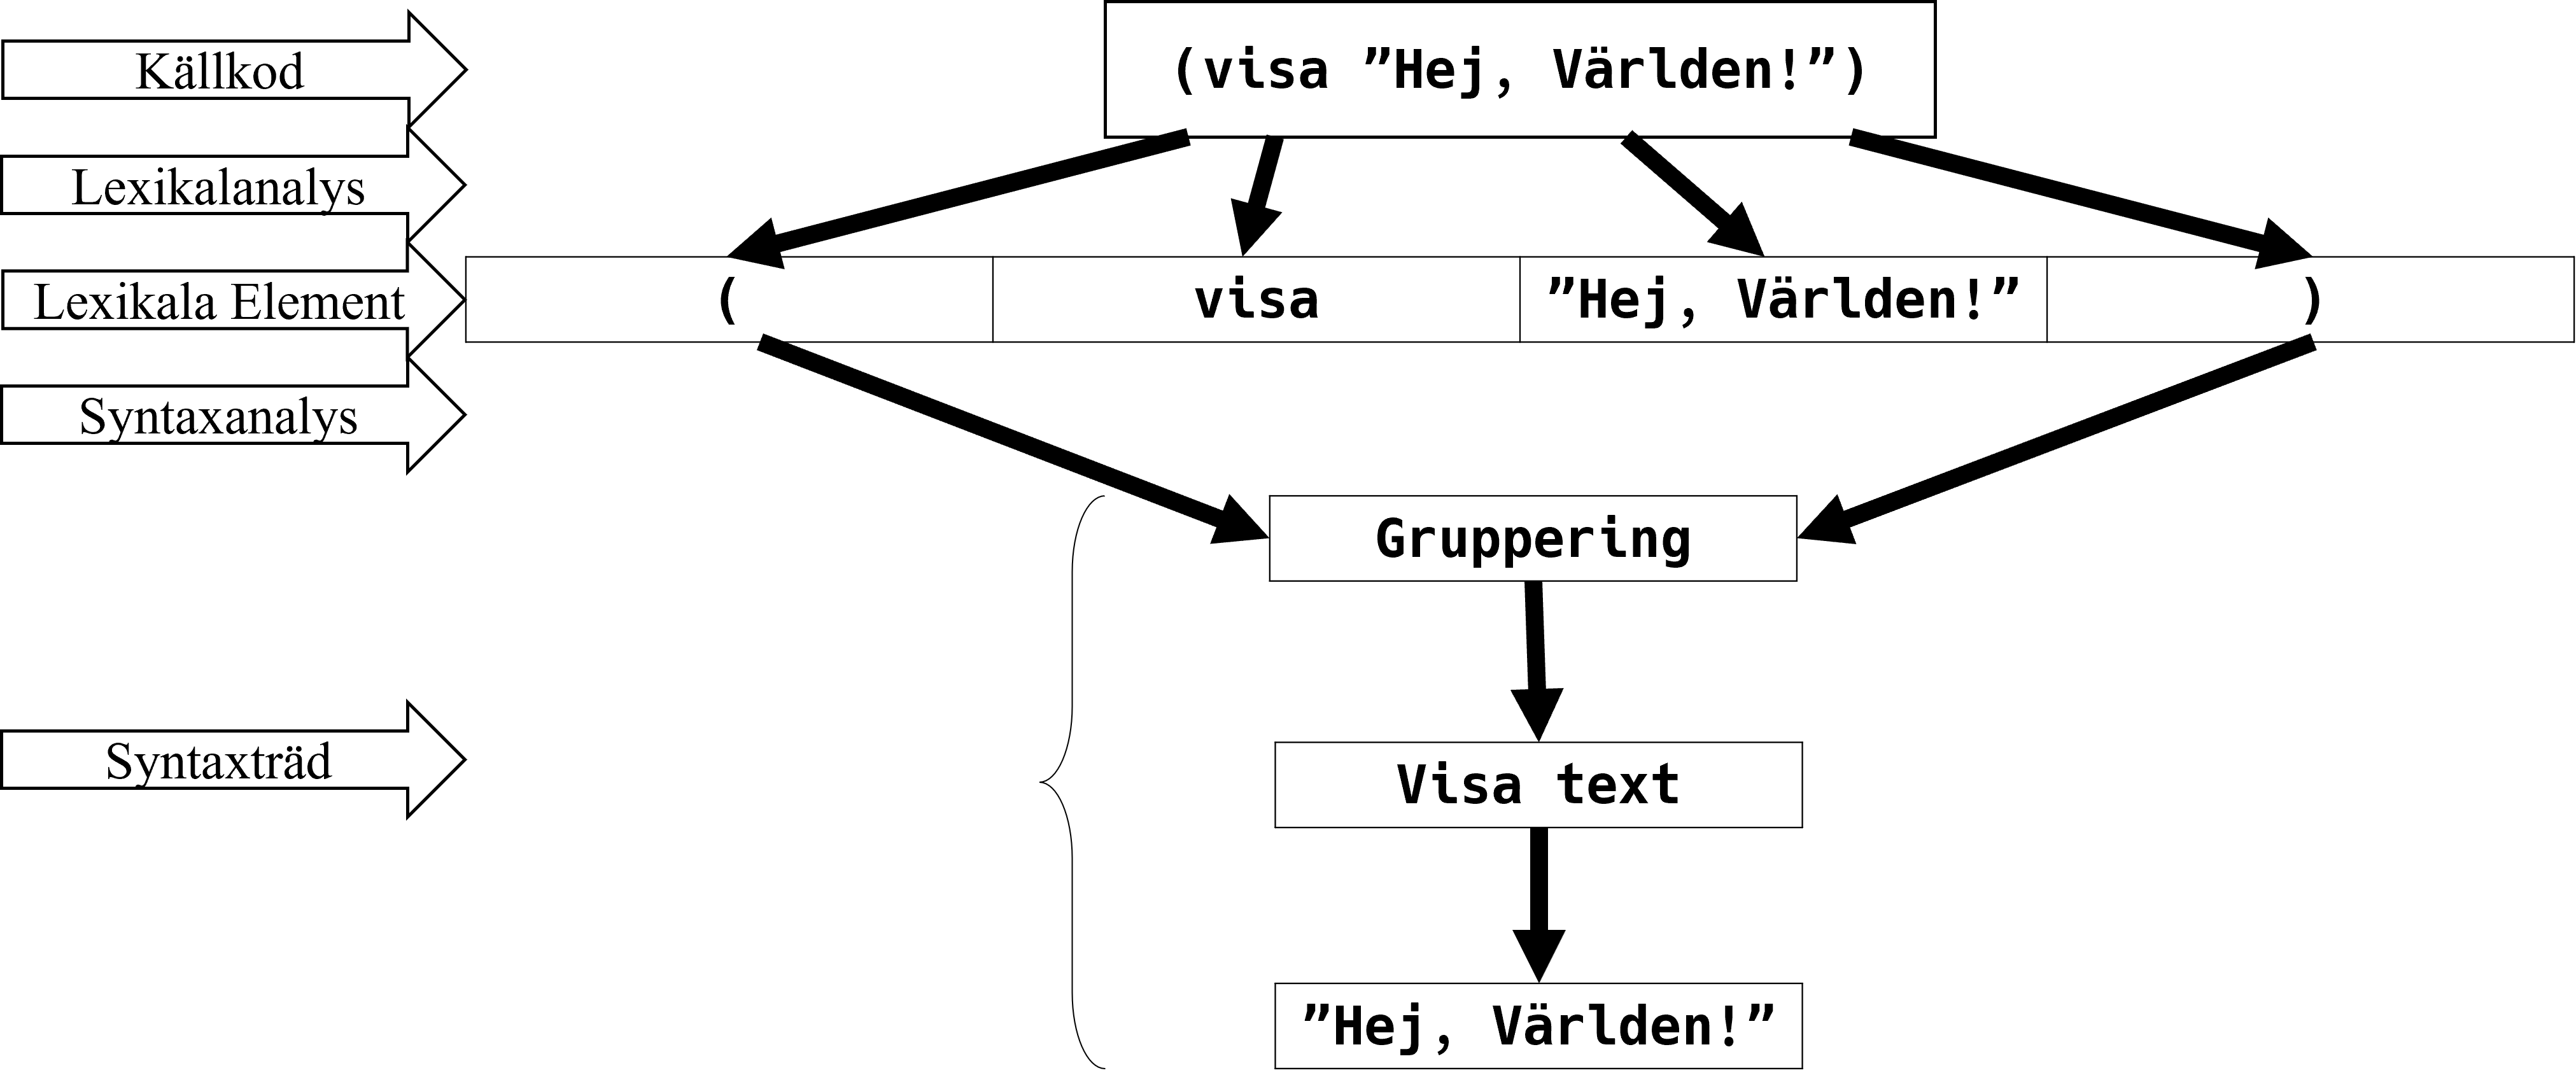 Källkod
(visa ”Hej, Världen!”)
Lexikalanalys
Lexikala Element
( visa ”Hej, Världen!” )
Syntaxanalys
Gruppering
Syntaxträd
Visa text
”Hej, Världen!”